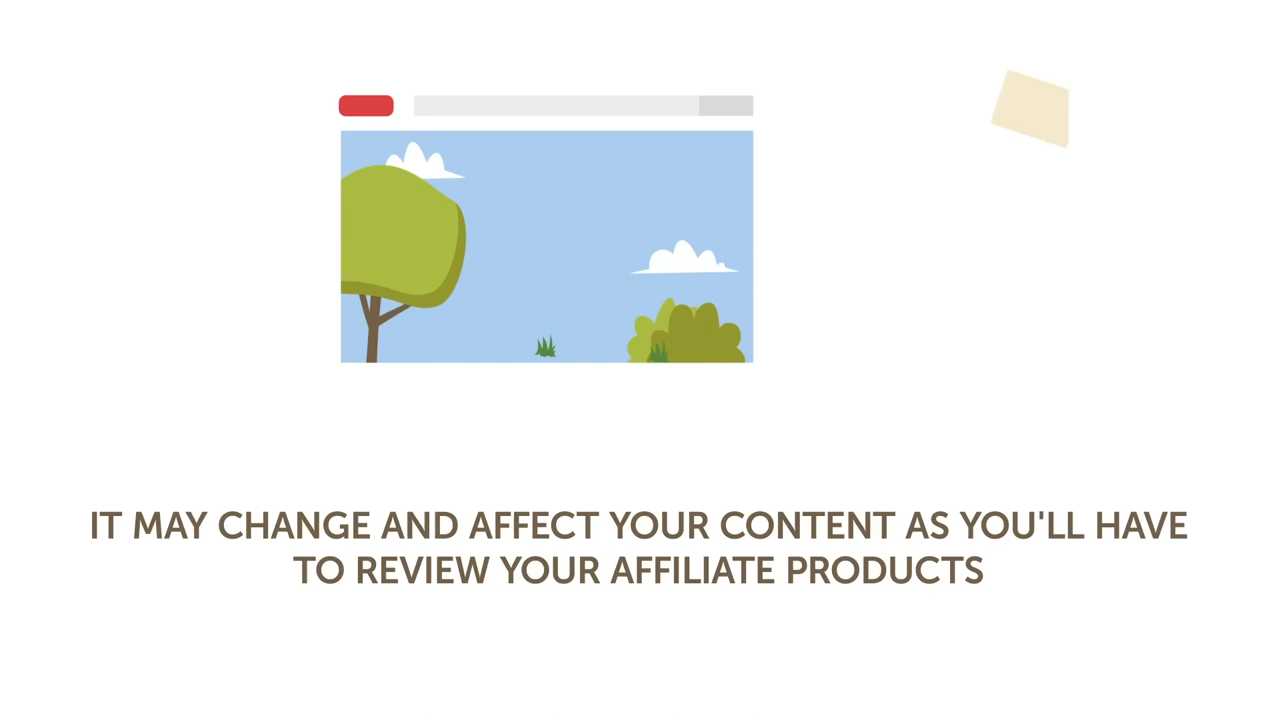 IT MAY CHANGE AND AFFECT YOUR CONTENT AS YOU'LL HAVE
TO REVIEW YOUR AFFILIATE PRODUCTS